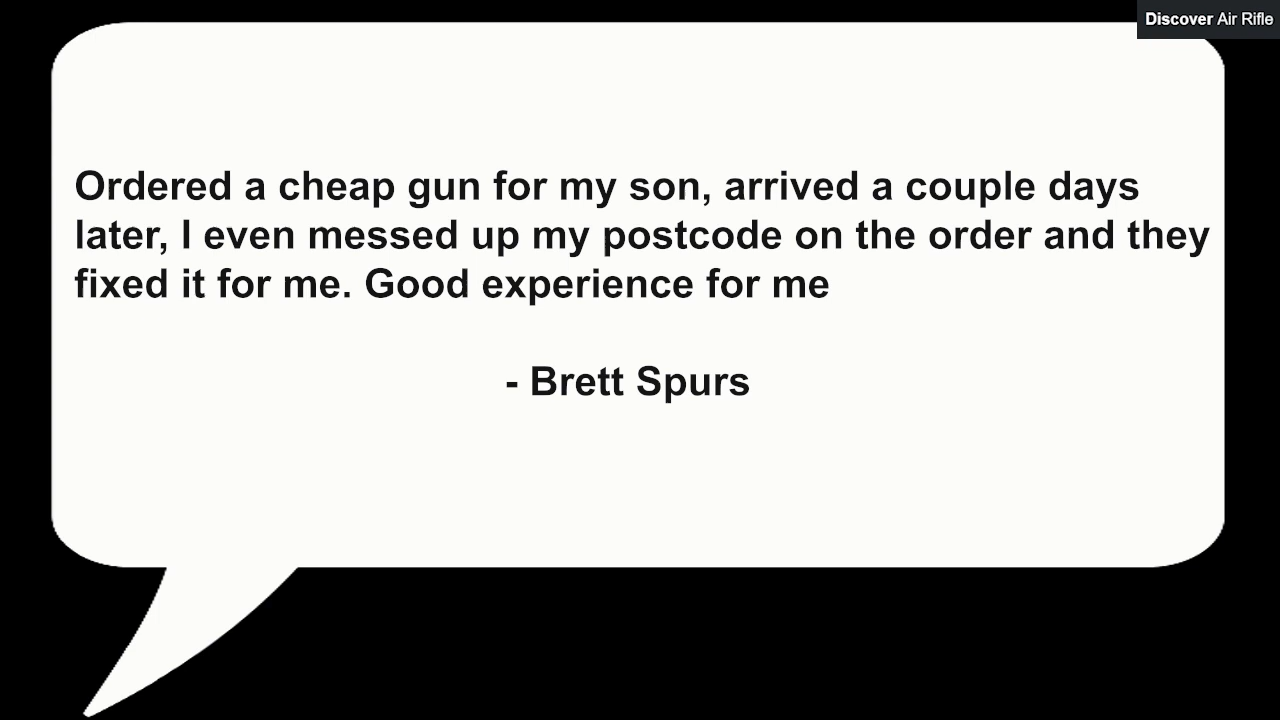 Discover Air Rifle
Ordered a cheap gun for my son, arrived a couple days
later, I even messed up my postcode on the order and they
fixed it for me. Good experience for me
- Brett Spurs